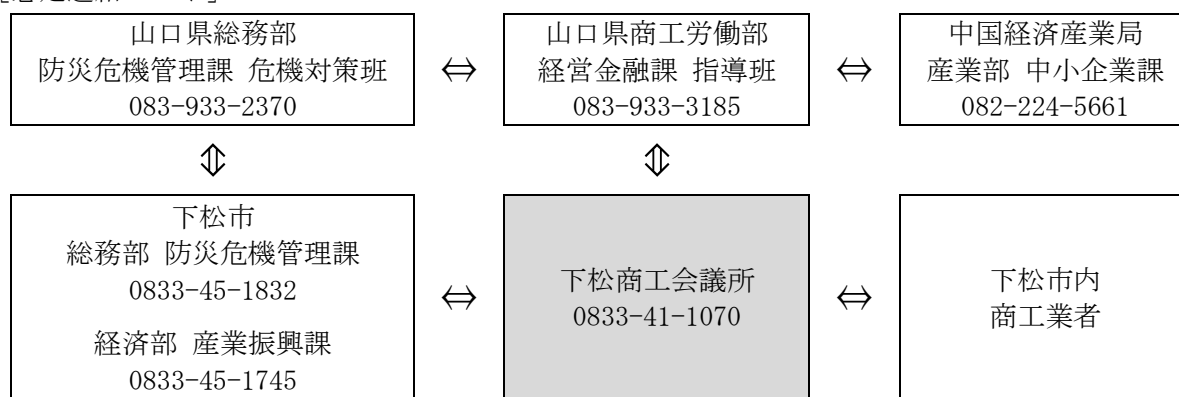 山口県総務部
防災危機管理課 危機対策班
083-933-2370
⇔
山口県商工労働部
経営金融課 指導班
083-933-3185
⇔
中国経済産業局
産業部 中小企業課
082-224-5661
⇕
⇕
下松市
総務部 防災危機管理課
0833-45-1832
経済部 産業振興課
0833-45-1745
⇔
下松商工会議所
0833-41-1070
⇔
下松市内
商工業者